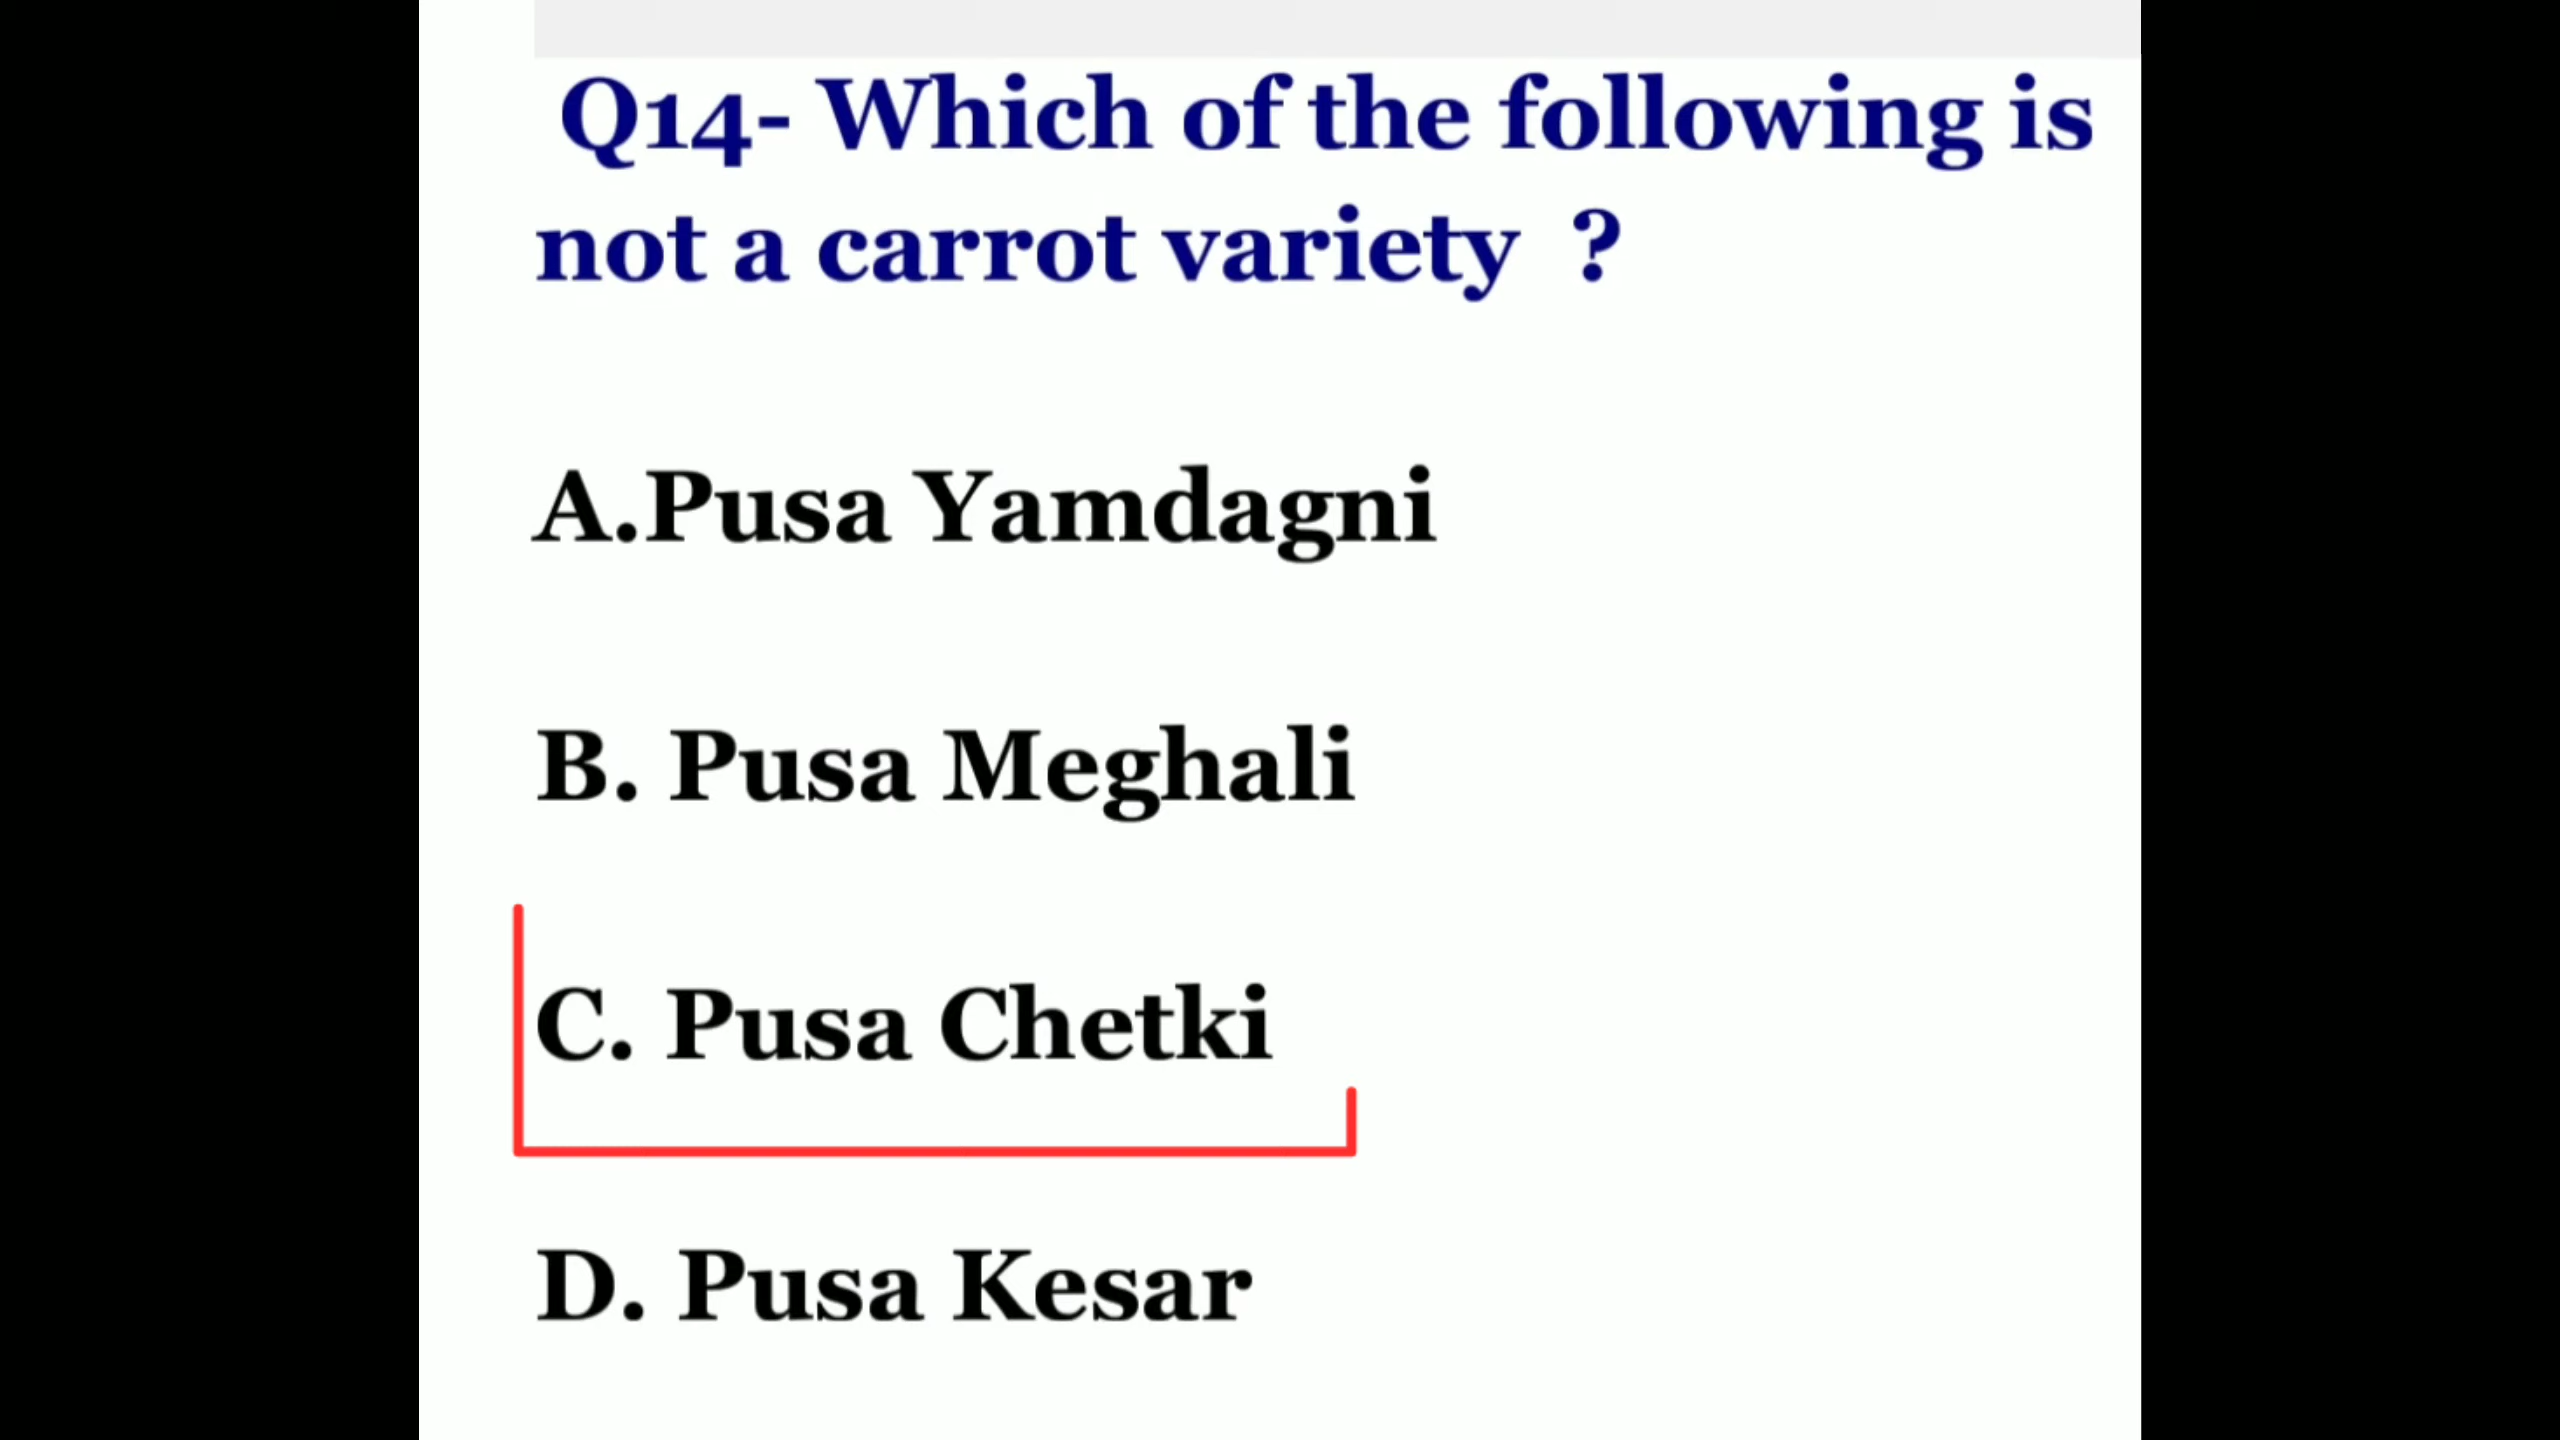 Q14- Which of the following is
not a carrot variety ?
A.Pusa Yamdagni
B. Pusa Meghali
C. Pusa Chetki
D. Pusa Kesar